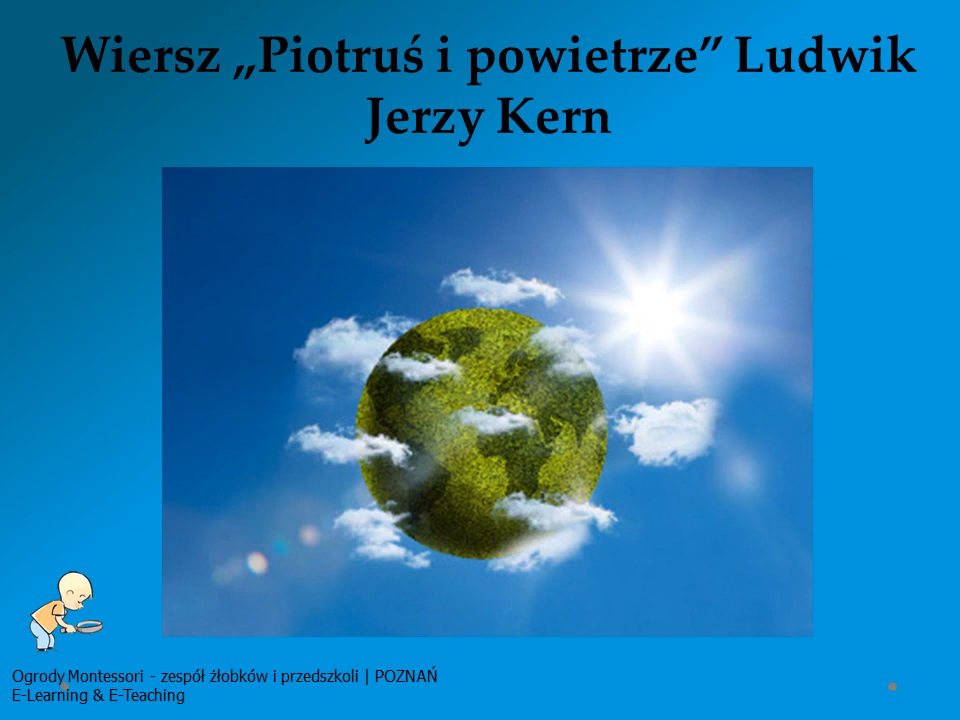 Wiersz „Piotruś i powietrze” Ludwik
Jerzy Kern
Ogrody Montessori - zespół żłobków i przedszkoli | POZNAŃ
E-Learning & E-Teaching